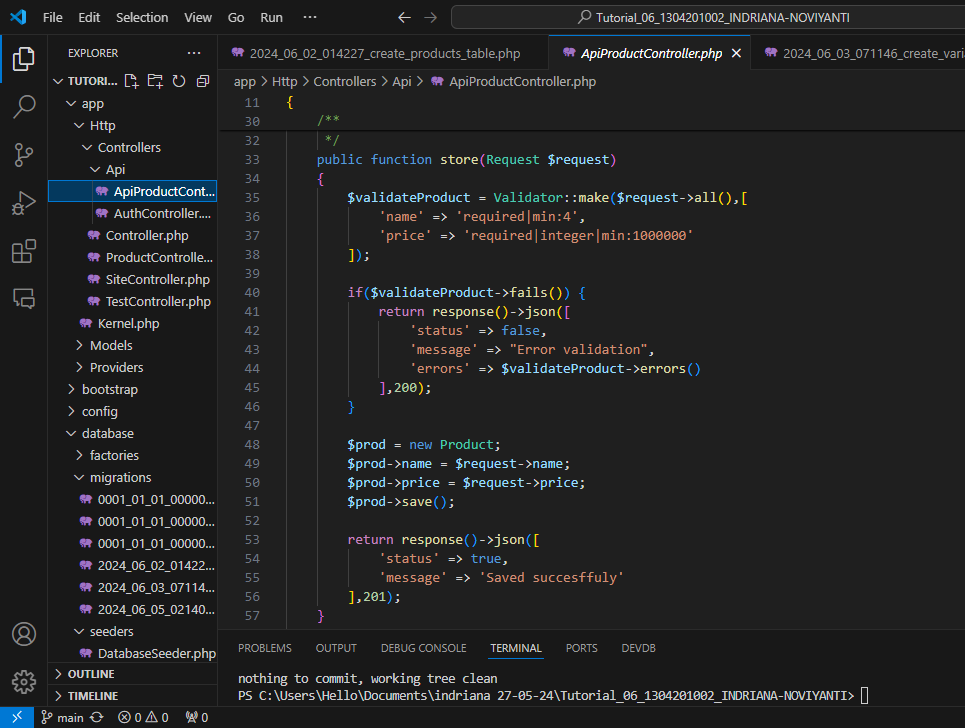 File Edit Selection View Go Run ···
Tutorial_06_1304201002_INDRIANA-NOVIYANTI
EXPLORER ···
TUTORI...
app
Http
Controllers
Api
ApiProductCont...
AuthController....
Controller.php
ProductControlle...
SiteController.php
TestController.php
Kernel.php
Models
Providers
bootstrap
config
database
factories
migrations
0001_01_01_00000...
0001_01_01_00000...
0001_01_01_00000...
2024_06_02_01422...
2024_06_03_07114...
2024_06_05_02140...
seeders
DatabaseSeeder.php
OUTLINE
TIMELINE
2024_06_02_014227_create_products_table.php ApiProductController.php 2024_06_03_071146_create_vari
app > Http > Controllers > Api > ApiProductController.php
11 {
30 /**
32 */
33 public function store(Request $request)
34 {
35 $validateProduct = Validator::make($request->all(),[
36 'name' => 'required|min:4',
37 'price' => 'required|integer|min:1000000'
38 ]);
39
40 if($validateProduct->fails()) {
41 return response()->json([
42 'status' => false,
43 'message' => "Error validation",
44 'errors' => $validateProduct->errors()
45 ],200);
46 }
47
48 $prod = new Product;
49 $prod->name = $request->name;
50 $prod->price = $request->price;
51 $prod->save();
52
53 return response()->json([
54 'status' => true,
55 'message' => 'Saved succesffuly'
56 ],201);
57 }
PROBLEMS OUTPUT DEBUG CONSOLE TERMINAL PORTS DEVDB
nothing to commit, working tree clean
PS C:\Users\Hello\Documents\indriana 27-05-24\Tutorial_06_1304201002_INDRIANA-NOVIYANTI>
main 0 0 0